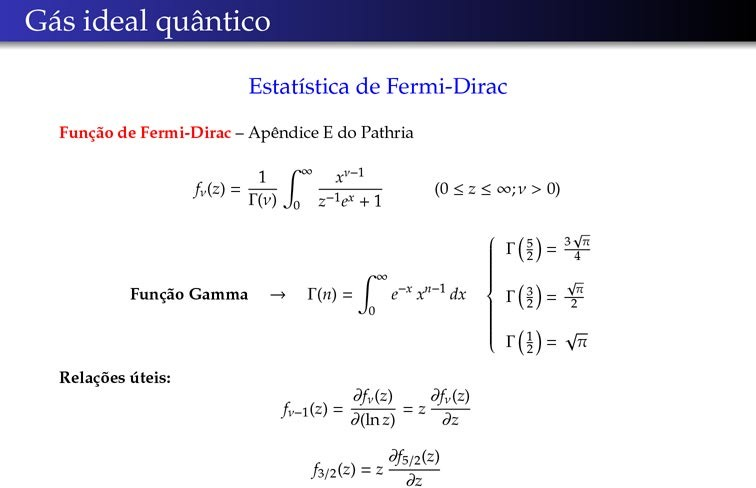 Gás ideal quântico
Estatística de Fermi-Dirac
Função de Fermi-Dirac – Apêndice E do Pathria
f_ν(z) = 1/Γ(ν) ∫_0^∞ x^{ν−1}/(z^{−1}e^x + 1) (0 ≤ z ≤ ∞; ν > 0)
Γ(5/2) = 3√π/4
Função Gamma → Γ(n) = ∫_0^∞ e^{−x} x^{n−1} dx { Γ(3/2) = √π/2
Γ(1/2) = √π
Relações úteis:
f_{ν−1}(z) = ∂f_ν(z)/∂(ln z) = z ∂f_ν(z)/∂z
f_{3/2}(z) = z ∂f_{5/2}(z)/∂z